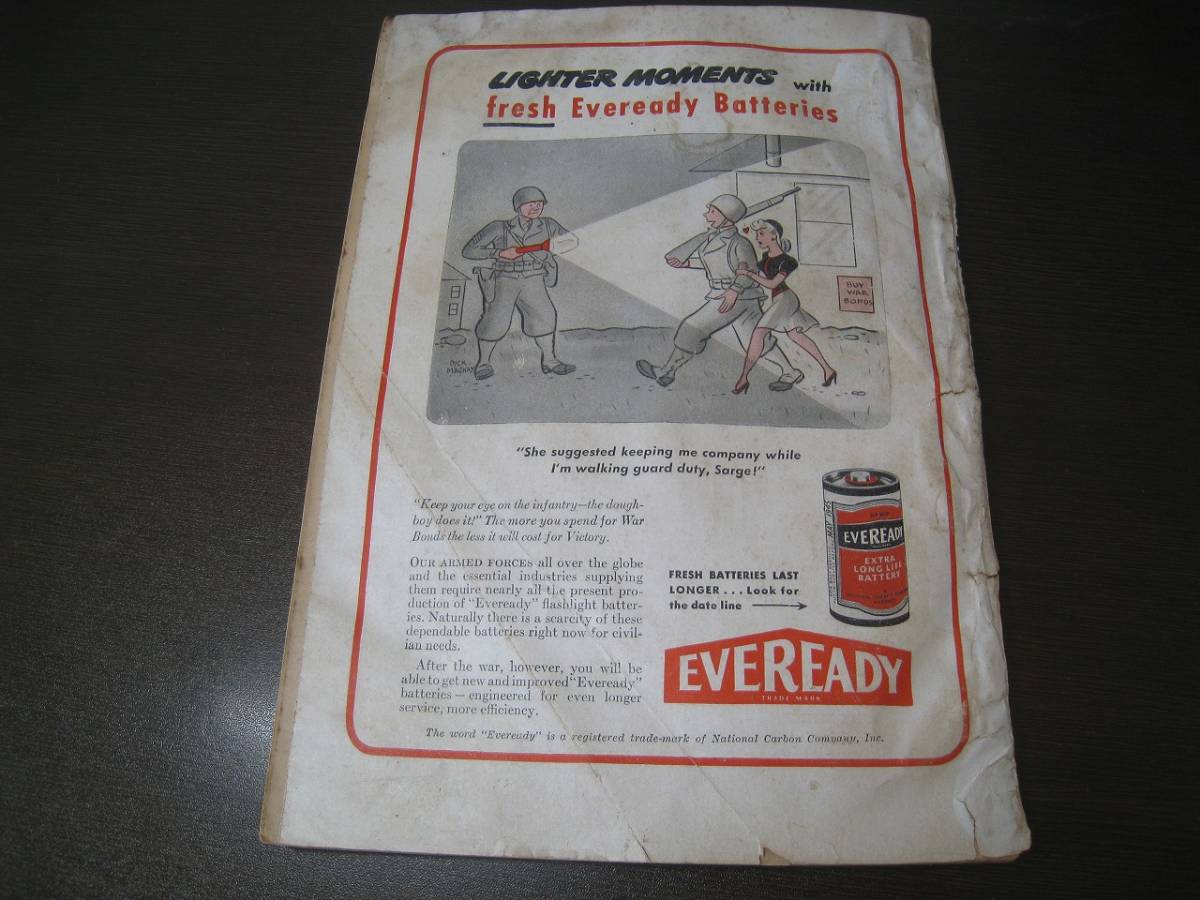 LIGHTER MOMENTS with
fresh Eveready Batteries
BUY
WAR
BONDS
DICK
"She suggested keeping me company while
I'm walking guard duty, Sarge!"
"Keep your eye on the infantry—the dough-
boy does it!" The more you spend for War
Bonds the less it will cost for Victory.
OUR ARMED FORCES all over the globe
and the essential industries supplying
them require nearly all the present pro-
duction of "Eveready" flashlight batter-
ies. Naturally there is a scarcity of these
dependable batteries right now for civil-
ian needs.
After the war, however, you will be
able to get new and improved "Eveready"
batteries — engineered for even longer
service, more efficiency.
FRESH BATTERIES LAST
LONGER . . . Look for
the date line
EVEREADY
EXTRA
LONG LIFE
BATTERY
EVEREADY
TRADE-MARK
The word "Eveready" is a registered trade-mark of National Carbon Company, Inc.